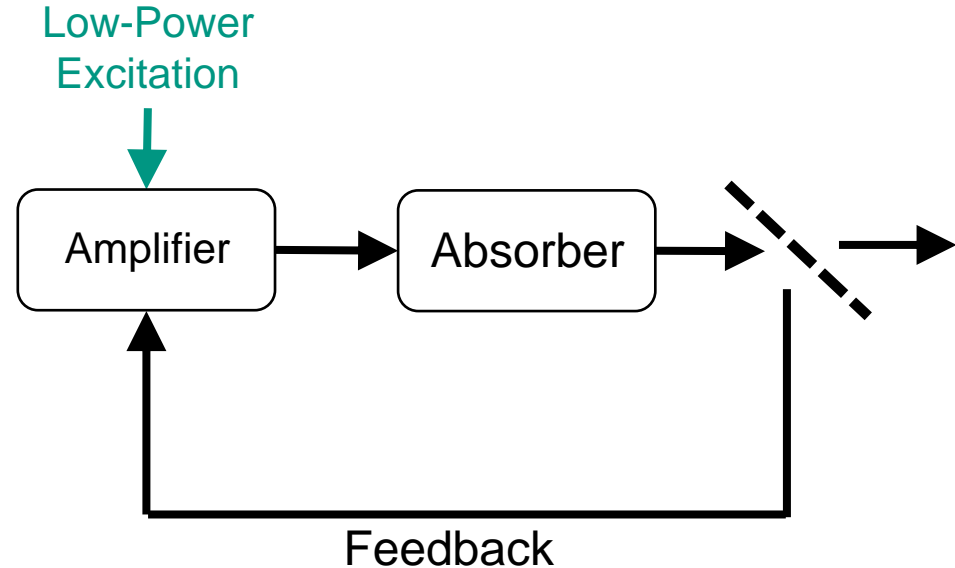 Low-Power
Excitation
Amplifier
Absorber
Feedback